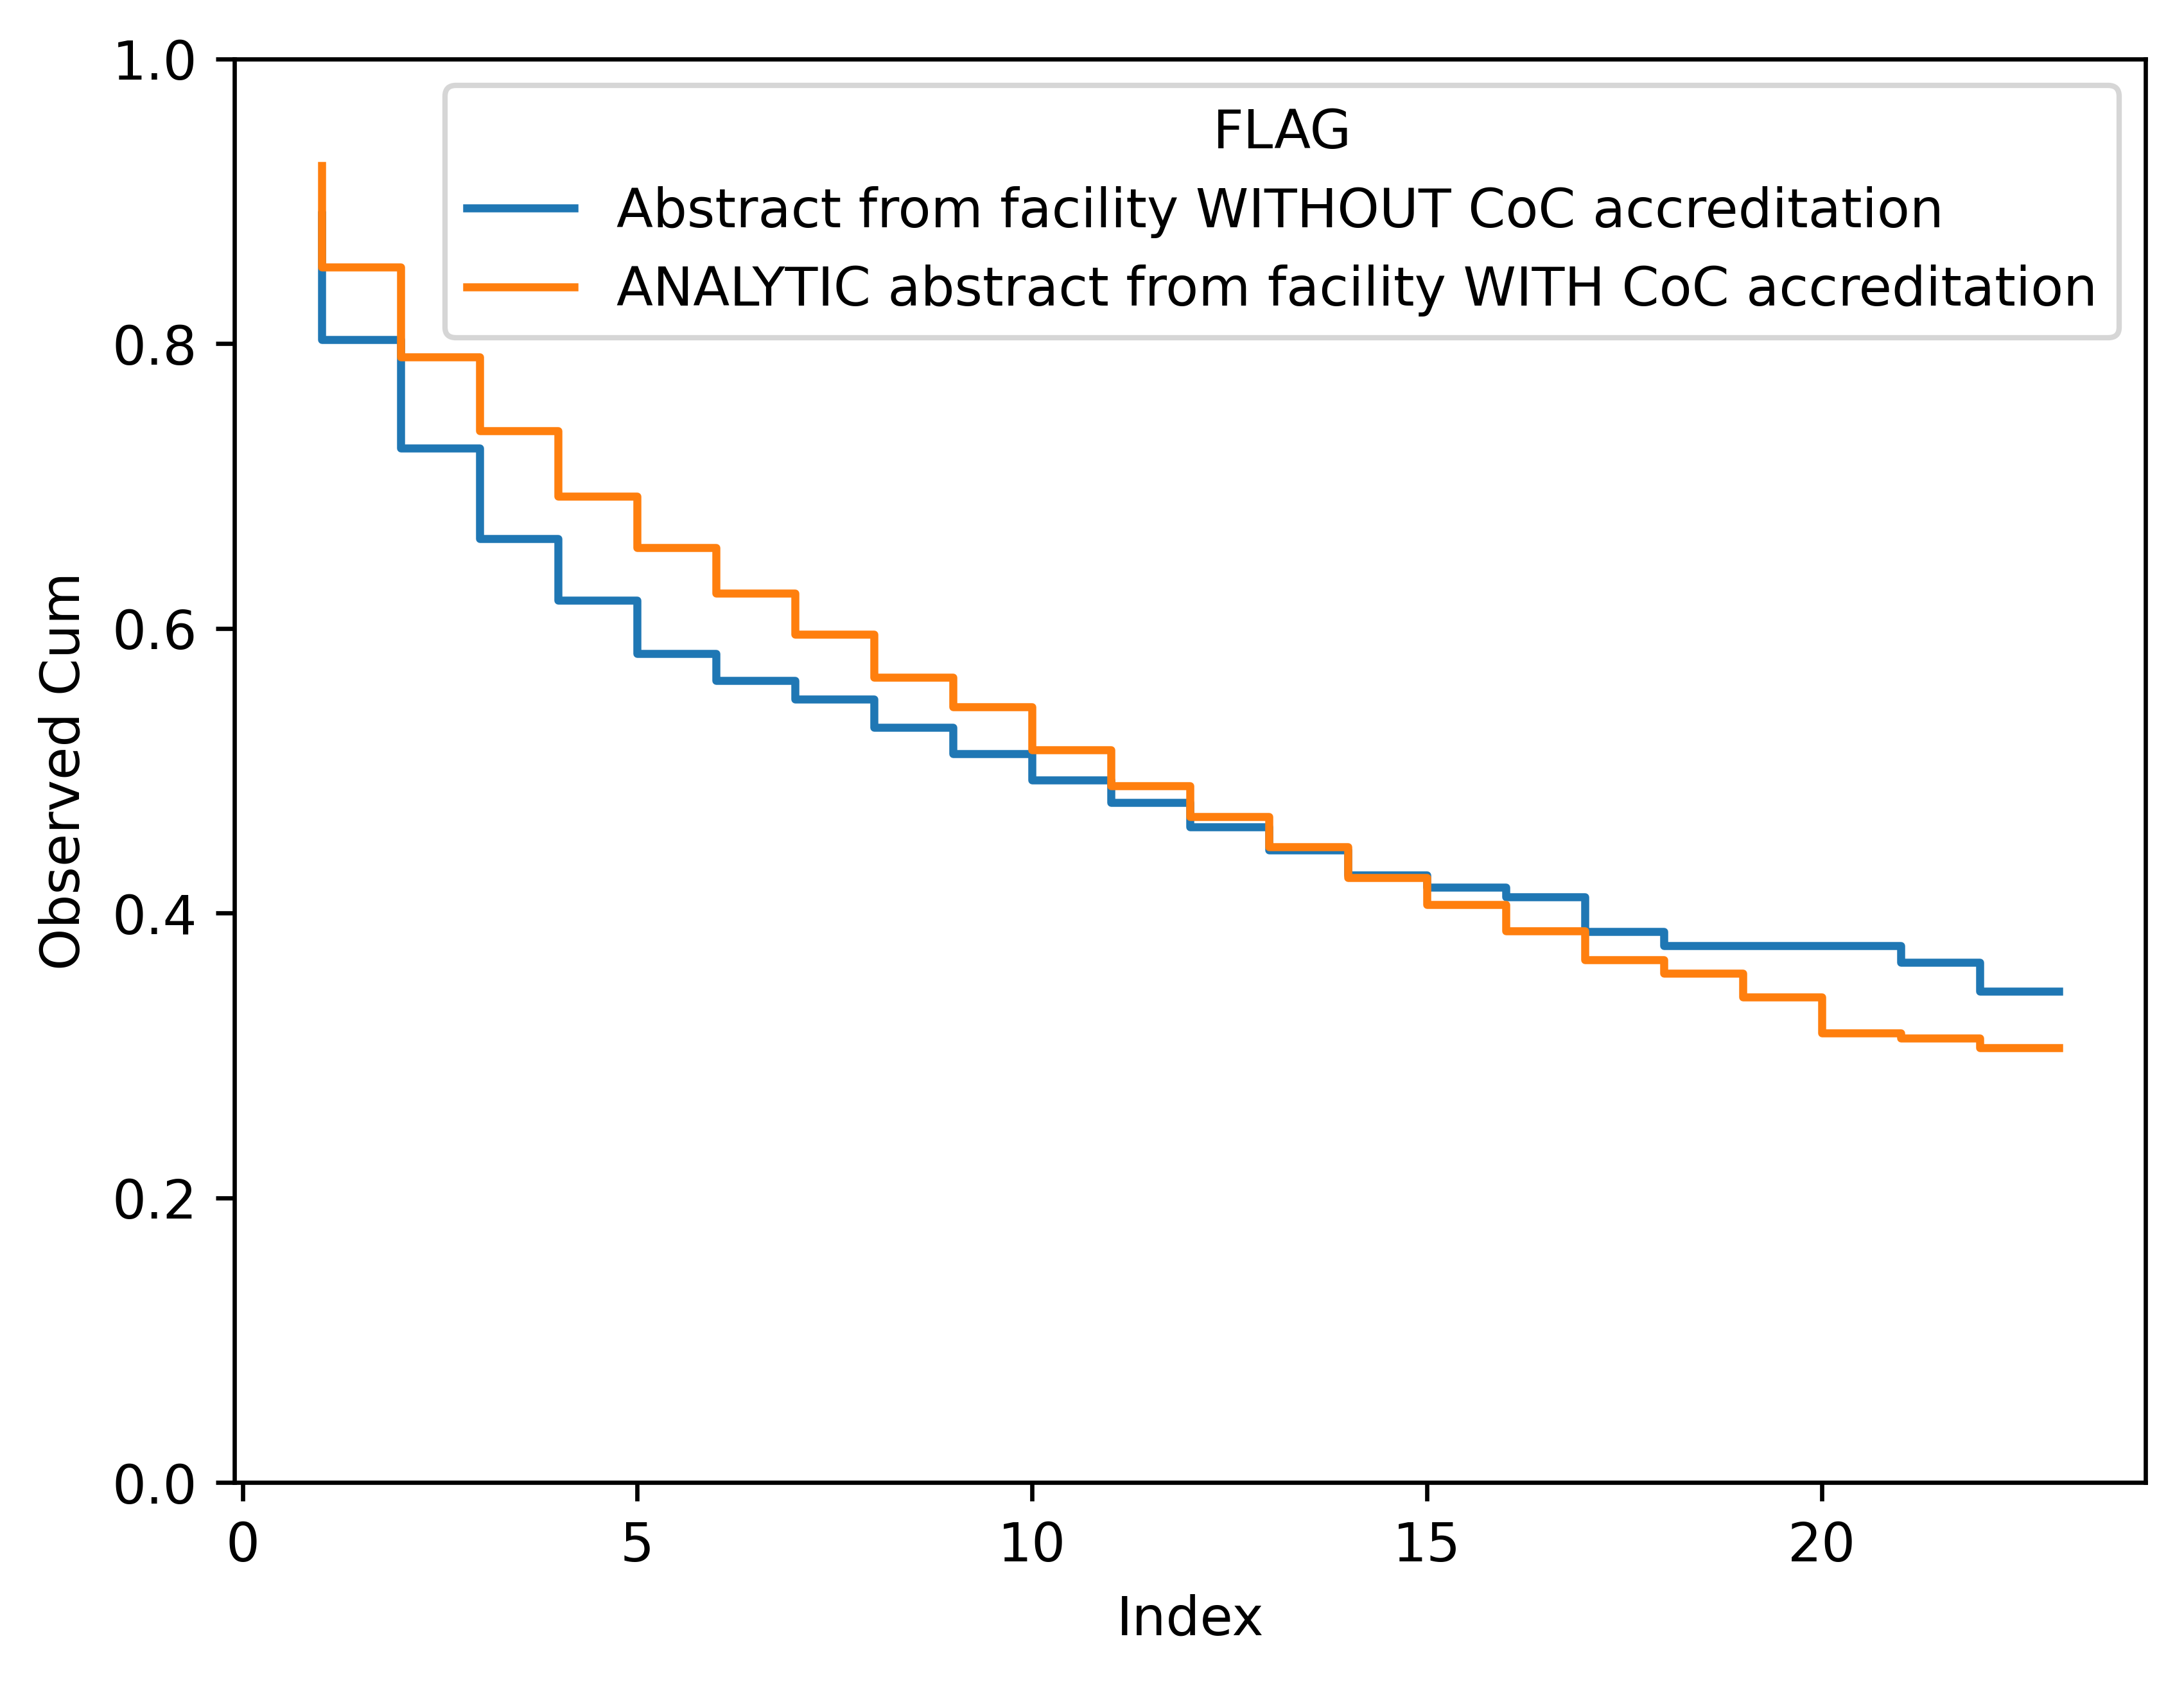 1.0
0.8
0.6
0.4
0.2
0.0
Observed Cum
FLAG
Abstract from facility WITHOUT CoC accreditation
ANALYTIC abstract from facility WITH CoC accreditation
0 5 10 15 20
Index